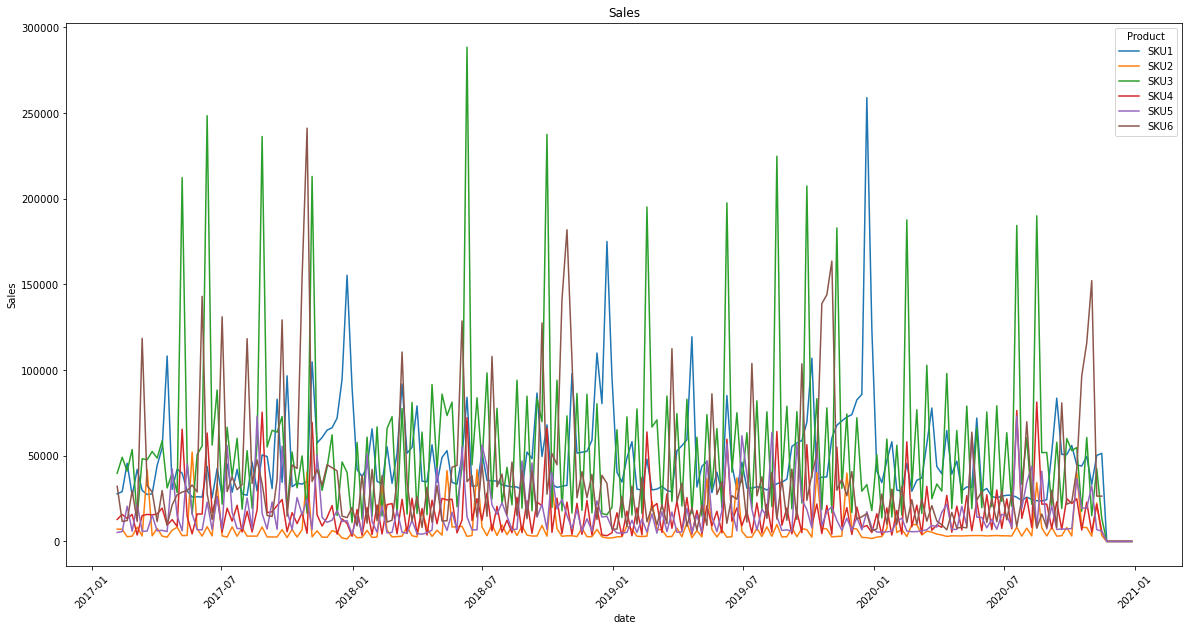 Sales
300000
250000
200000
150000
100000
50000
0
Sales
Product
SKU1
SKU2
SKU3
SKU4
SKU5
SKU6
2017-01
2017-07
2018-01
2018-07
2019-01
2019-07
2020-01
2020-07
2021-01
date